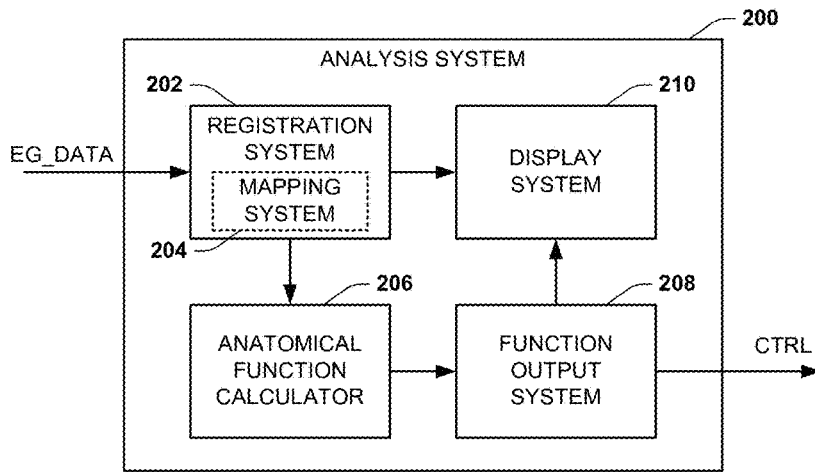 200
ANALYSIS SYSTEM
202
210
REGISTRATION
SYSTEM
MAPPING
SYSTEM
204
DISPLAY
SYSTEM
EG_DATA
206
208
ANATOMICAL
FUNCTION
CALCULATOR
FUNCTION
OUTPUT
SYSTEM
CTRL